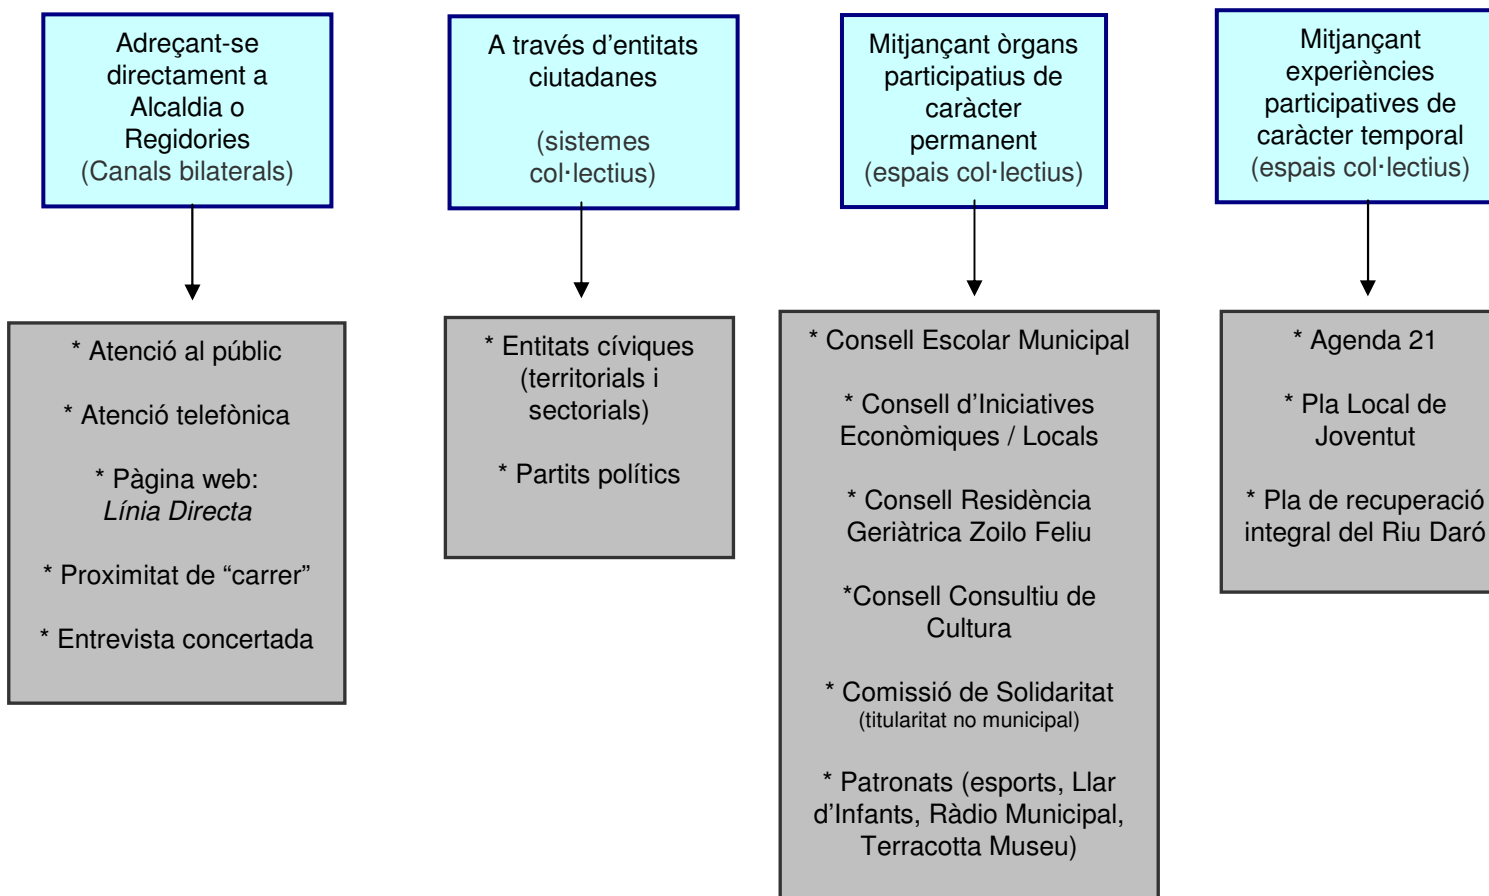 Adreçant-se
directament a
Alcaldia o
Regidories
(Canals bilaterals)
A través d’entitats
ciutadanes
(sistemes
col·lectius)
Mitjançant òrgans
participatius de
caràcter
permanent
(espais col·lectius)
Mitjançant
experiències
participatives de
caràcter temporal
(espais col·lectius)
* Atenció al públic
* Atenció telefònica
* Pàgina web:
Línia Directa
* Proximitat de “carrer”
* Entrevista concertada
* Entitats cíviques
(territorials i
sectorials)
* Partits polítics
* Consell Escolar Municipal
* Consell d’Iniciatives
Econòmiques / Locals
* Consell Residència
Geriàtrica Zoilo Feliu
*Consell Consultiu de
Cultura
* Comissió de Solidaritat
(titularitat no municipal)
* Patronats (esports, Llar
d’Infants, Ràdio Municipal,
Terracotta Museu)
* Agenda 21
* Pla Local de
Joventut
* Pla de recuperació
integral del Riu Daró